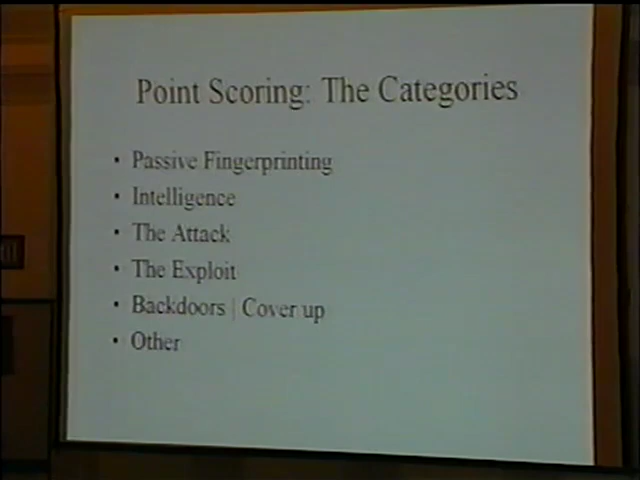 Point Scoring: The Categories
• Passive Fingerprinting
• Intelligence
• The Attack
• The Exploit
• Backdoors | Cover up
• Other